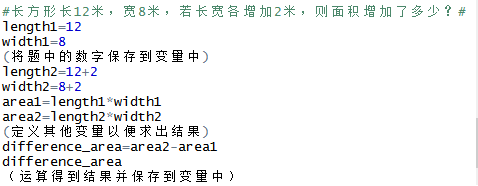 #长方形长12米，宽8米，若长宽各增加2米，则面积增加了多少？#
length1=12
width1=8
(将题中的数字保存到变量中)
length2=12+2
width2=8+2
area1=length1*width1
area2=length2*width2
(定义其他变量以便求出结果)
difference_area=area2-area1
difference_area
（运算得到结果并保存到变量中）